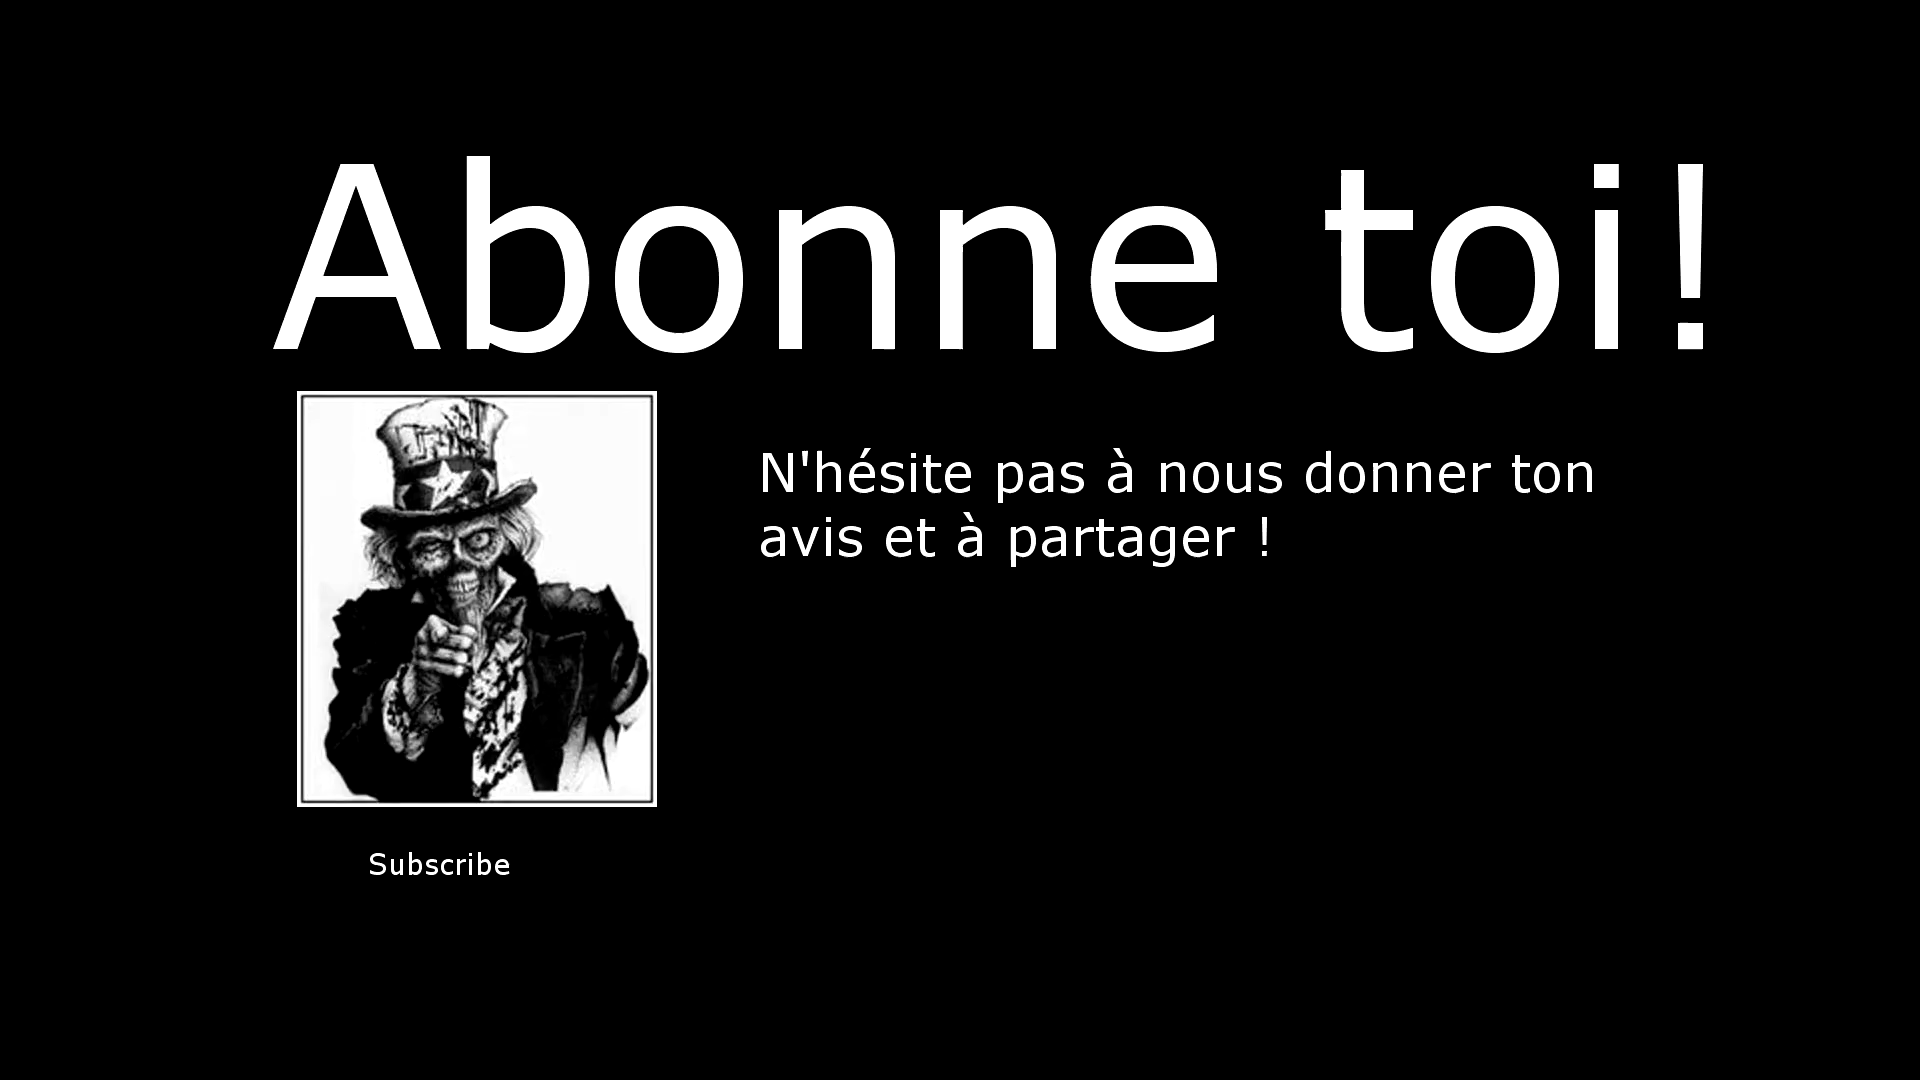 Abonne toi!
N'hésite pas à nous donner ton
avis et à partager !
Subscribe